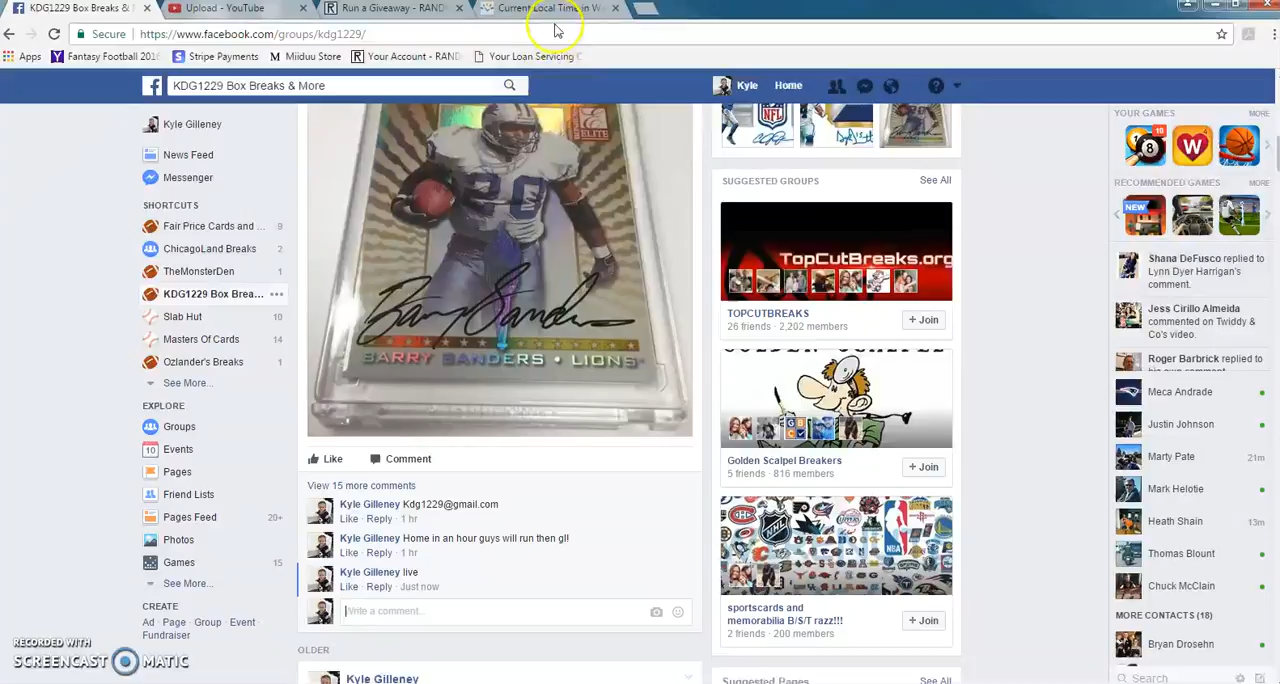 KDG1229 Box Breaks &
Upload - YouTube
Run a Giveaway - RAND
Current Local Time in W
Secure
https://www.facebook.com/groups/kdg1229/
Apps
Fantasy Football 2016
Stripe Payments
Miiduu Store
Your Account - RAND
Your Loan Servicing C
KDG1229 Box Breaks & More
Kyle
Home
Kyle Gilleney
News Feed
Messenger
SHORTCUTS
Fair Price Cards and ...
9
ChicagoLand Breaks
2
TheMonsterDen
1
KDG1229 Box Brea...
Slab Hut
10
Masters Of Cards
14
Ozlander's Breaks
1
See More...
EXPLORE
Groups
Events
Pages
Friend Lists
Pages Feed
20+
Photos
Games
15
See More...
CREATE
Ad · Page · Group · Event ·
Fundraiser
RECORDED WITH
SCREENCAST MATIC
ELITE
20
Barry Sanders
BARRY SANDERS • LIONS
Like
Comment
View 15 more comments
Kyle Gilleney Kdg1229@gmail.com
Like · Reply · 1 hr
Kyle Gilleney Home in an hour guys will run then gl!
Like · Reply · 1 hr
Kyle Gilleney live
Like · Reply · Just now
Write a comment...
OLDER
Kyle Gilleney
NFL
SUGGESTED GROUPS
See All
TopCutBreaks.org
TOPCUTBREAKS
26 friends · 2,202 members
+ Join
GOLDEN SCALPEL
Golden Scalpel Breakers
5 friends · 816 members
+ Join
sportscards and
memorabilia B/S/T razz!!!
2 friends · 200 members
+ Join
Suggested Pages
See All
YOUR GAMES
MORE
10
8
W
RECOMMENDED GAMES
MORE
NEW
Shana DeFusco replied to
Lynn Dyer Harrigan's
comment.
Jess Cirillo Almeida
commented on Twiddy &
Co's video.
Roger Barbrick replied to
Meca Andrade
Justin Johnson
Marty Pate
21m
Mark Helotie
Heath Shain
13m
Thomas Blount
Chuck McClain
MORE CONTACTS (18)
Bryan Drosehn
Search